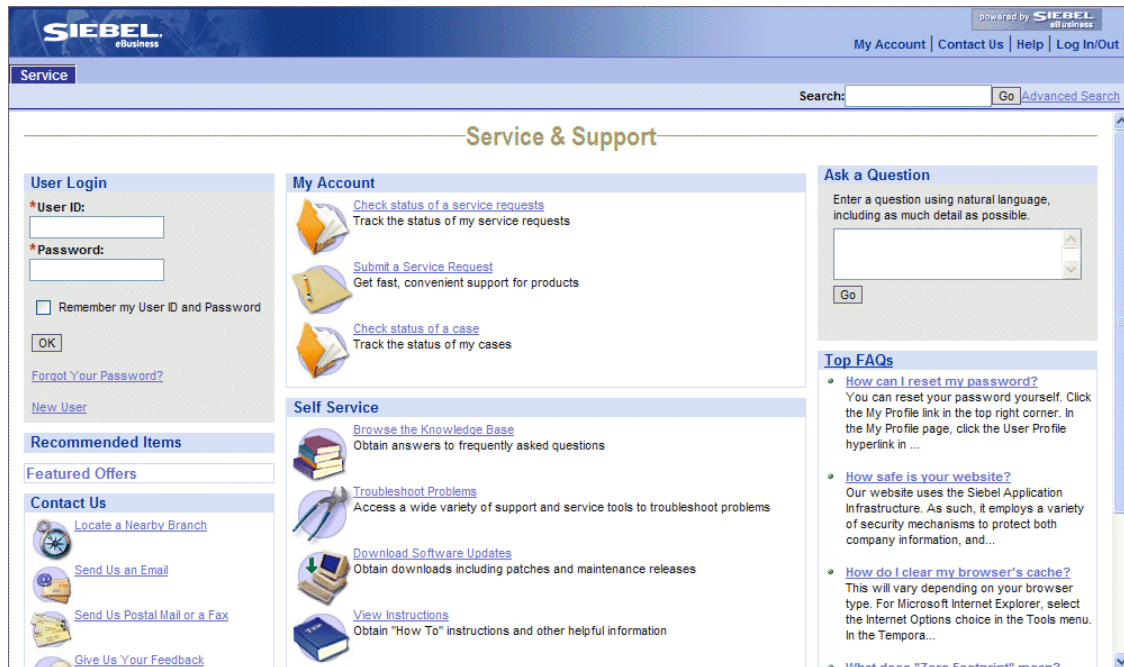 SIEBEL.
eBusiness
powered by SIEBEL
eBusiness
My Account | Contact Us | Help | Log In/Out
Service
Search:
Go Advanced Search
Service & Support
User Login
*User ID:
*Password:
Remember my User ID and Password
OK
Forgot Your Password?
New User
Recommended Items
Featured Offers
Contact Us
Locate a Nearby Branch
Send Us an Email
Send Us Postal Mail or a Fax
Give Us Your Feedback
My Account
Check status of a service requests
Track the status of my service requests
Submit a Service Request
Get fast, convenient support for products
Check status of a case
Track the status of my cases
Self Service
Browse the Knowledge Base
Obtain answers to frequently asked questions
Troubleshoot Problems
Access a wide variety of support and service tools to troubleshoot problems
Download Software Updates
Obtain downloads including patches and maintenance releases
View Instructions
Obtain "How To" instructions and other helpful information
Ask a Question
Enter a question using natural language,
including as much detail as possible.
Go
Top FAQs
How can I reset my password?
You can reset your password yourself. Click
the My Profile link in the top right corner. In
the My Profile page, click the User Profile
hyperlink in ...
How safe is your website?
Our website uses the Siebel Application
Infrastructure. As such, it employs a variety
of security mechanisms to protect both
company information, and...
How do I clear my browser's cache?
This will vary depending on your browser
type. For Microsoft Internet Explorer, select
the Internet Options choice in the Tools menu.
In the Tempora...
What does "Zero Footprint" mean?